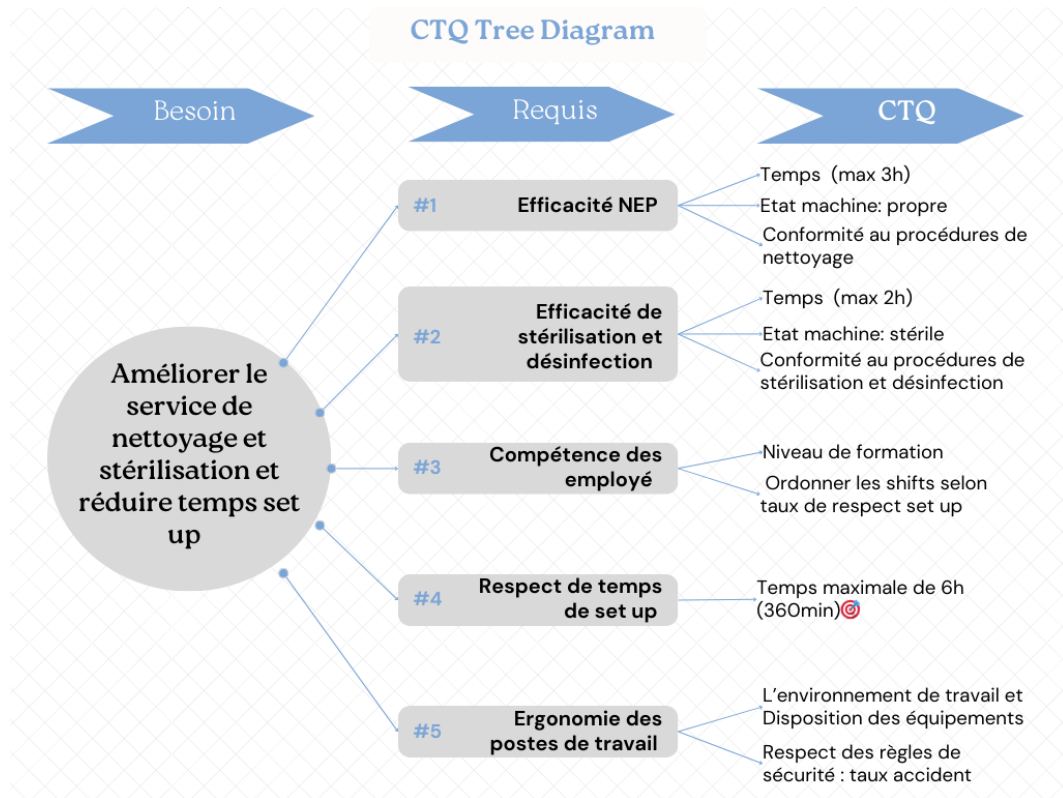 CTQ Tree Diagram
Besoin
Requis
CTQ
Améliorer le
service de
nettoyage et
stérilisation et
réduire temps set
up
#1
Efficacité NEP
Temps (max 3h)
Etat machine: propre
Conformité au procédures de
nettoyage
#2
Efficacité de
stérilisation et
désinfection
Temps (max 2h)
Etat machine: stérile
Conformité au procédures de
stérilisation et désinfection
#3
Compétence des
employé
Niveau de formation
Ordonner les shifts selon
taux de respect set up
#4
Respect de temps
de set up
Temps maximale de 6h
(360min)🎯
#5
Ergonomie des
postes de travail
L'environnement de travail et
Disposition des équipements
Respect des règles de
sécurité : taux accident